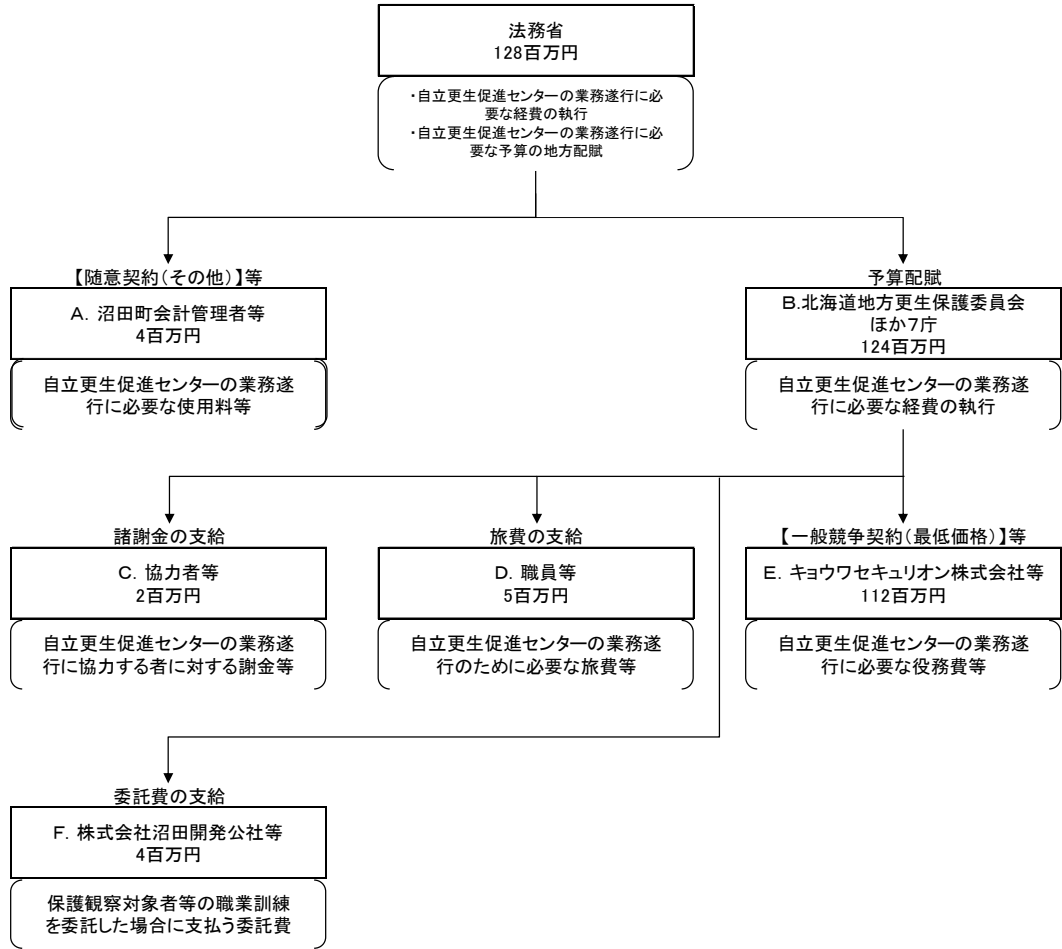 法務省
128百万円
・自立更生促進センターの業務遂行に必
要な経費の執行
・自立更生促進センターの業務遂行に必
要な予算の地方配賦
【随意契約(その他)】等
A．沼田町会計管理者等
4百万円
自立更生促進センターの業務遂
行に必要な使用料等
予算配賦
B.北海道地方更生保護委員会
ほか7庁
124百万円
自立更生促進センターの業務遂
行に必要な経費の執行
諸謝金の支給
C．協力者等
2百万円
自立更生促進センターの業務遂
行に協力する者に対する謝金等
旅費の支給
D．職員等
5百万円
自立更生促進センターの業務遂
行のために必要な旅費等
【一般競争契約(最低価格)】等
E．キョウワセキュリオン株式会社等
112百万円
自立更生促進センターの業務遂
行に必要な役務費等
委託費の支給
F．株式会社沼田開発公社等
4百万円
保護観察対象者等の職業訓練
を委託した場合に支払う委託費